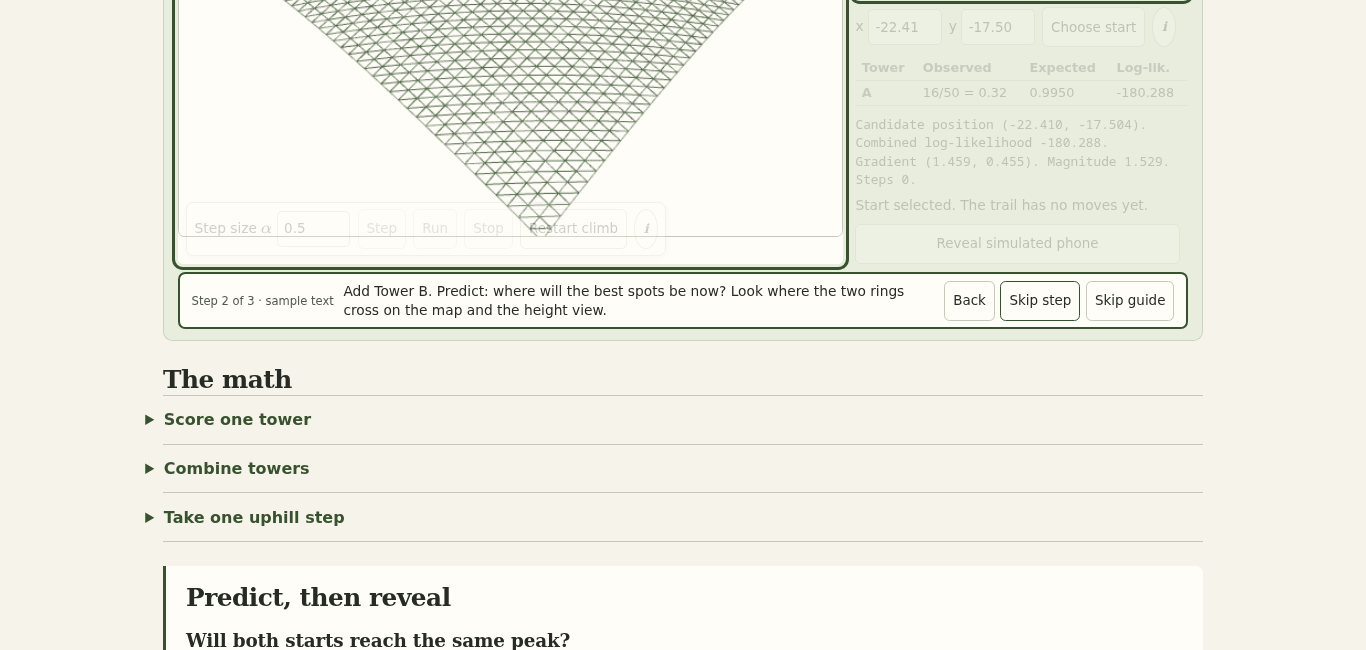 x -22.41 y -17.50 Choose start i
Tower Observed Expected Log-lik.
A 16/50 = 0.32 0.9950 -180.288
Candidate position (-22.410, -17.504).
Combined log-likelihood -180.288.
Gradient (1.459, 0.455). Magnitude 1.529.
Steps 0.
Start selected. The trail has no moves yet.
Step size α 0.5 Step Run Stop Restart climb i
Reveal simulated phone
Step 2 of 3 · sample text
Add Tower B. Predict: where will the best spots be now? Look where the two rings
cross on the map and the height view.
Back Skip step Skip guide
The math
Score one tower
Combine towers
Take one uphill step
Predict, then reveal
Will both starts reach the same peak?